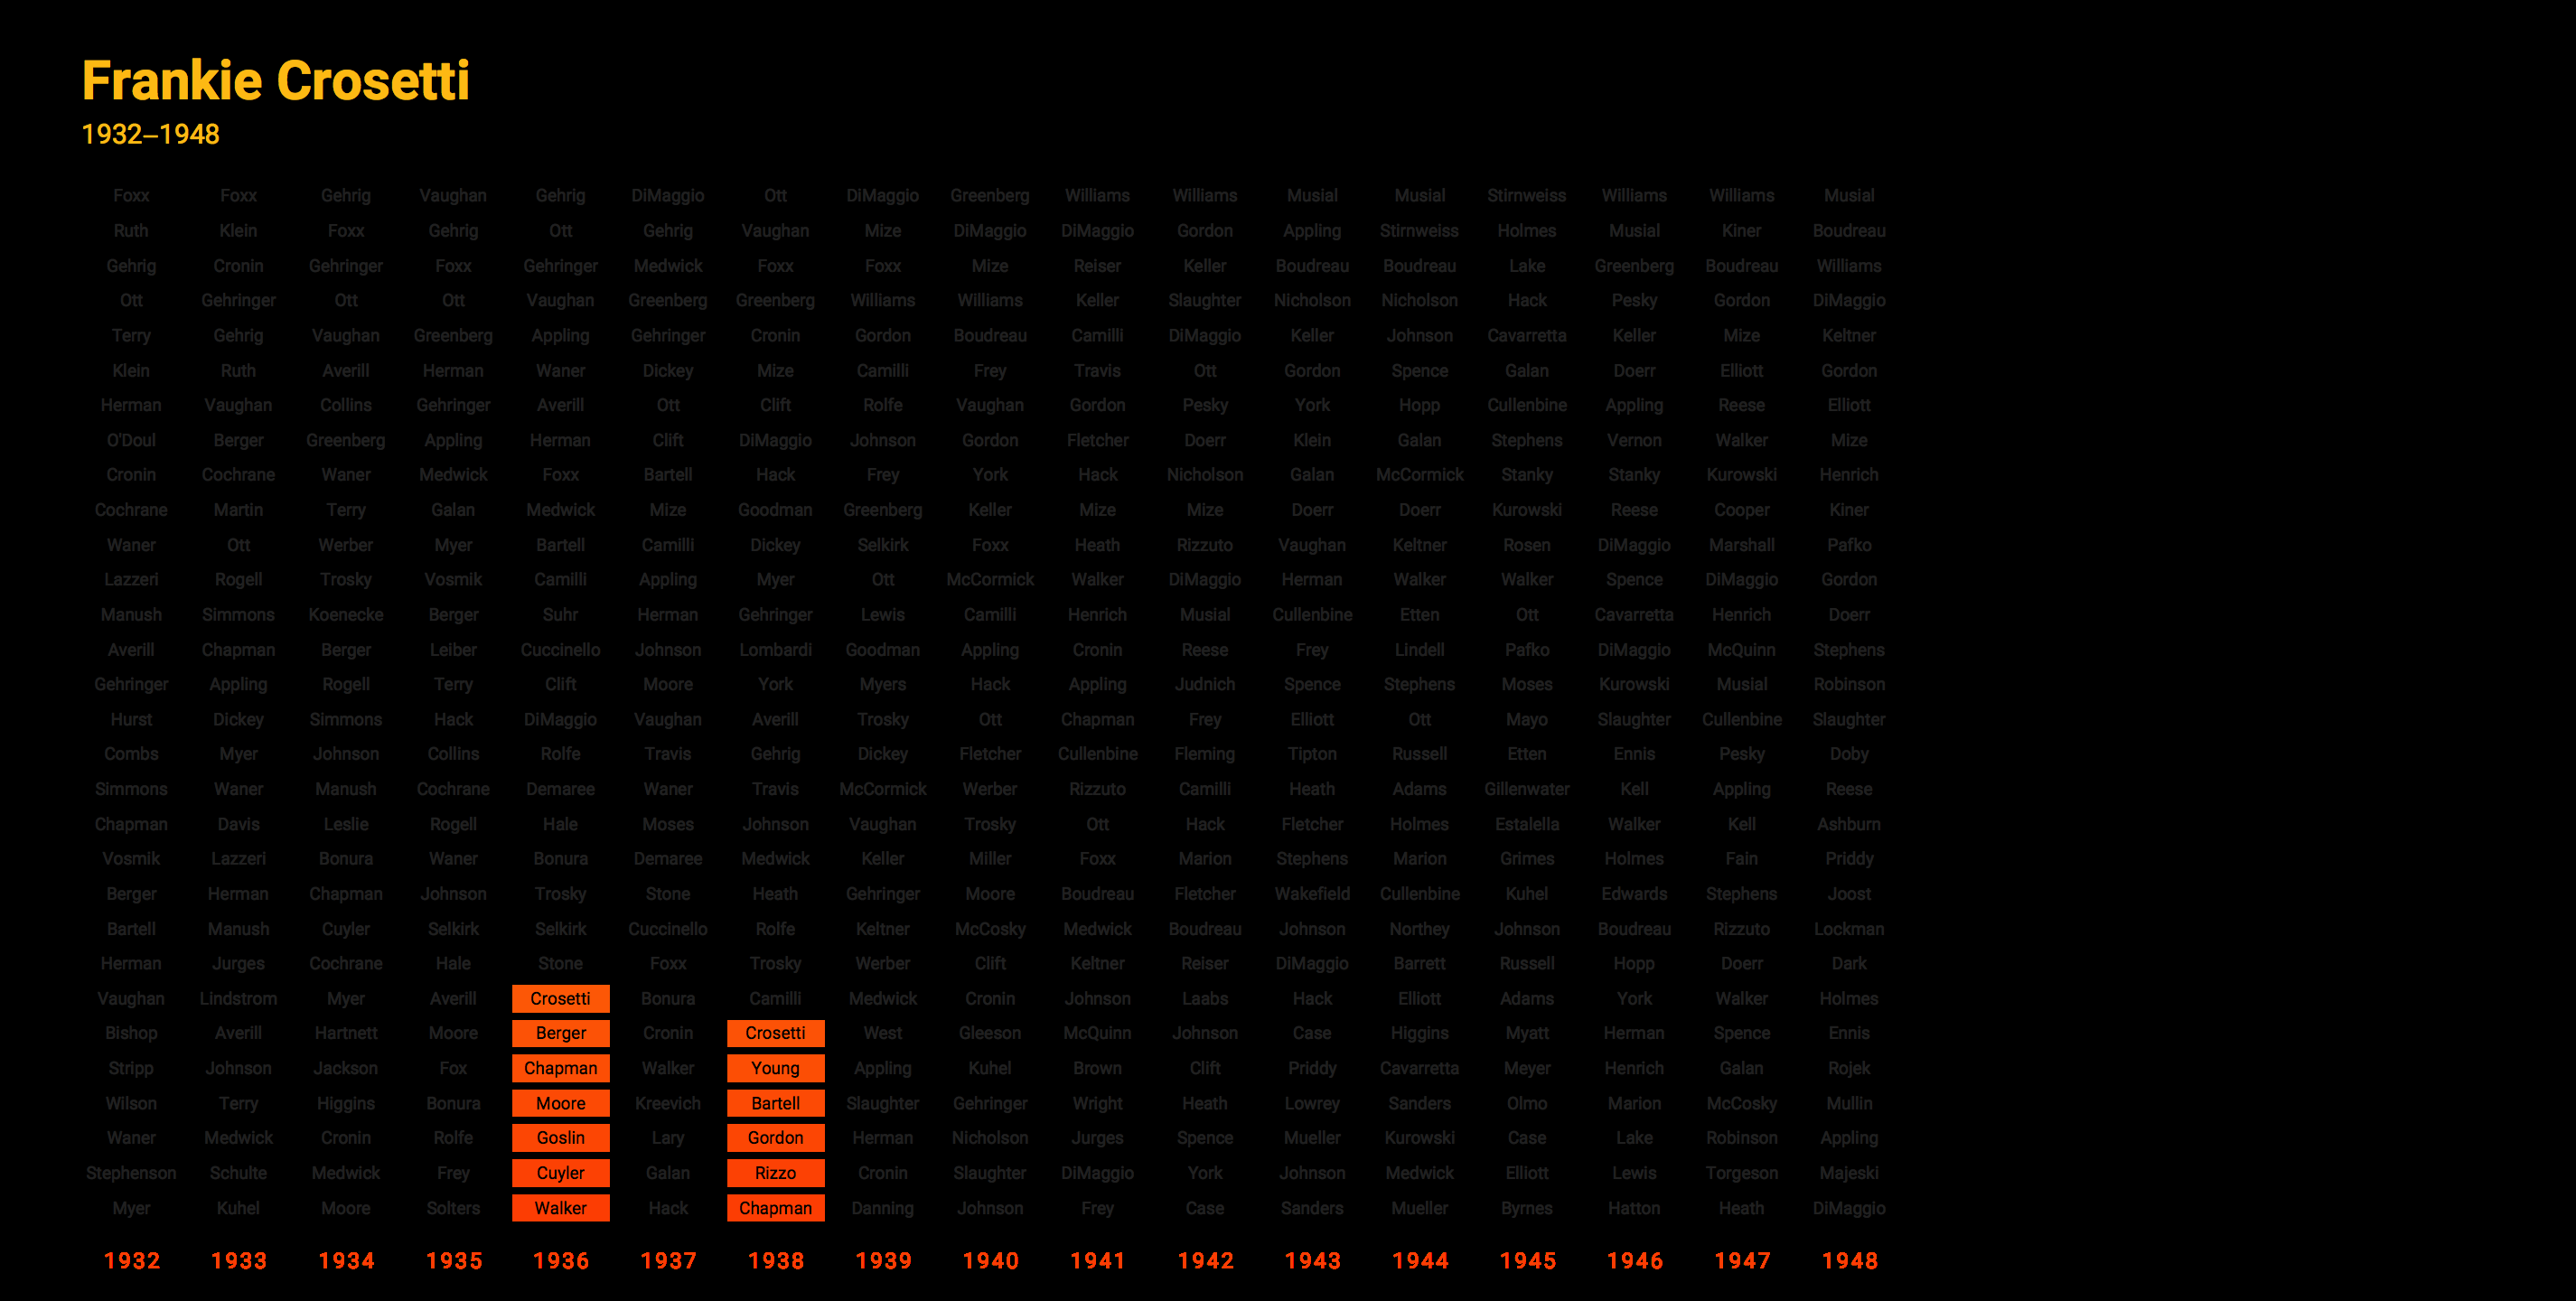 Frankie Crosetti
1932–1948
Foxx Foxx Gehrig Vaughan Gehrig DiMaggio Ott DiMaggio Greenberg Williams Williams Musial Musial Stirnweiss Williams Williams Musial
Ruth Klein Foxx Gehrig Ott Gehrig Vaughan Mize DiMaggio DiMaggio Gordon Appling Stirnweiss Holmes Musial Kiner Boudreau
Gehrig Cronin Gehringer Foxx Gehringer Medwick Foxx Foxx Mize Reiser Keller Boudreau Boudreau Lake Greenberg Boudreau Williams
Ott Gehringer Ott Ott Vaughan Greenberg Greenberg Williams Williams Keller Slaughter Nicholson Nicholson Hack Pesky Gordon DiMaggio
Terry Gehrig Vaughan Greenberg Appling Gehringer Cronin Gordon Boudreau Camilli DiMaggio Keller Johnson Cavarretta Keller Mize Keltner
Klein Ruth Averill Herman Waner Dickey Mize Camilli Frey Travis Ott Gordon Spence Galan Doerr Elliott Gordon
Herman Vaughan Collins Gehringer Averill Ott Clift Rolfe Vaughan Gordon Pesky York Hopp Cullenbine Appling Reese Elliott
O'Doul Berger Greenberg Appling Herman Clift DiMaggio Johnson Gordon Fletcher Doerr Klein Galan Stephens Vernon Walker Mize
Cronin Cochrane Waner Medwick Foxx Bartell Hack Frey York Hack Nicholson Galan McCormick Stanky Stanky Kurowski Henrich
Cochrane Martin Terry Galan Medwick Mize Goodman Greenberg Keller Mize Mize Doerr Doerr Kurowski Reese Cooper Kiner
Waner Ott Werber Myer Bartell Camilli Dickey Selkirk Foxx Heath Rizzuto Vaughan Keltner Rosen DiMaggio Marshall Pafko
Lazzeri Rogell Trosky Vosmik Camilli Appling Myer Ott McCormick Walker DiMaggio Herman Walker Walker Spence DiMaggio Gordon
Manush Simmons Koenecke Berger Suhr Herman Gehringer Lewis Camilli Henrich Musial Cullenbine Etten Ott Cavarretta Henrich Doerr
Averill Chapman Berger Leiber Cuccinello Johnson Lombardi Goodman Appling Cronin Reese Frey Lindell Pafko DiMaggio McQuinn Stephens
Gehringer Appling Rogell Terry Clift Moore York Myers Hack Appling Judnich Spence Stephens Moses Kurowski Musial Robinson
Hurst Dickey Simmons Hack DiMaggio Vaughan Averill Trosky Ott Chapman Frey Elliott Ott Mayo Slaughter Cullenbine Slaughter
Combs Myer Johnson Collins Rolfe Travis Gehrig Dickey Fletcher Cullenbine Fleming Tipton Russell Etten Ennis Pesky Doby
Simmons Waner Manush Cochrane Demaree Waner Travis McCormick Werber Rizzuto Camilli Heath Adams Gillenwater Kell Appling Reese
Chapman Davis Leslie Rogell Hale Moses Johnson Vaughan Trosky Ott Hack Fletcher Holmes Estalella Walker Kell Ashburn
Vosmik Lazzeri Bonura Waner Bonura Demaree Medwick Keller Miller Foxx Marion Stephens Marion Grimes Holmes Fain Priddy
Berger Herman Chapman Johnson Trosky Stone Heath Gehringer Moore Boudreau Fletcher Wakefield Cullenbine Kuhel Edwards Stephens Joost
Bartell Manush Cuyler Selkirk Selkirk Cuccinello Rolfe Keltner McCosky Medwick Boudreau Johnson Northey Johnson Boudreau Rizzuto Lockman
Herman Jurges Cochrane Hale Stone Foxx Trosky Werber Clift Keltner Reiser DiMaggio Barrett Russell Hopp Doerr Dark
Vaughan Lindstrom Myer Averill Crosetti Bonura Camilli Medwick Cronin Johnson Laabs Hack Elliott Adams York Walker Holmes
Bishop Averill Hartnett Moore Berger Cronin Crosetti West Gleeson McQuinn Johnson Case Higgins Myatt Herman Spence Ennis
Stripp Johnson Jackson Fox Chapman Walker Young Appling Kuhel Brown Clift Priddy Cavarretta Meyer Henrich Galan Rojek
Wilson Terry Higgins Bonura Moore Kreevich Bartell Slaughter Gehringer Wright Heath Lowrey Sanders Olmo Marion McCosky Mullin
Waner Medwick Cronin Rolfe Goslin Lary Gordon Herman Nicholson Jurges Spence Mueller Kurowski Case Lake Robinson Appling
Stephenson Schulte Medwick Frey Cuyler Galan Rizzo Cronin Slaughter DiMaggio York Johnson Medwick Elliott Lewis Torgeson Majeski
Myer Kuhel Moore Solters Walker Hack Chapman Danning Johnson Frey Case Sanders Mueller Byrnes Hatton Heath DiMaggio
1932 1933 1934 1935 1936 1937 1938 1939 1940 1941 1942 1943 1944 1945 1946 1947 1948